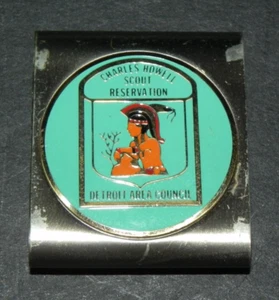 CHARLES HOWELL
SCOUT
RESERVATION
DETROIT AREA COUNCIL